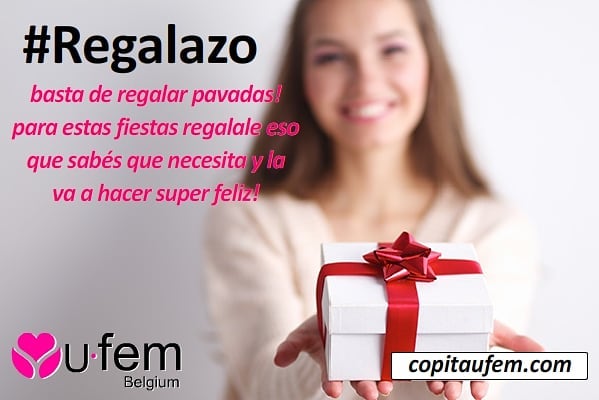 #Regalazo
basta de regalar pavadas!
para estas fiestas regalale eso
que sabés que necesita y la
va a hacer super feliz!
u·fem
Belgium
copitaufem.com